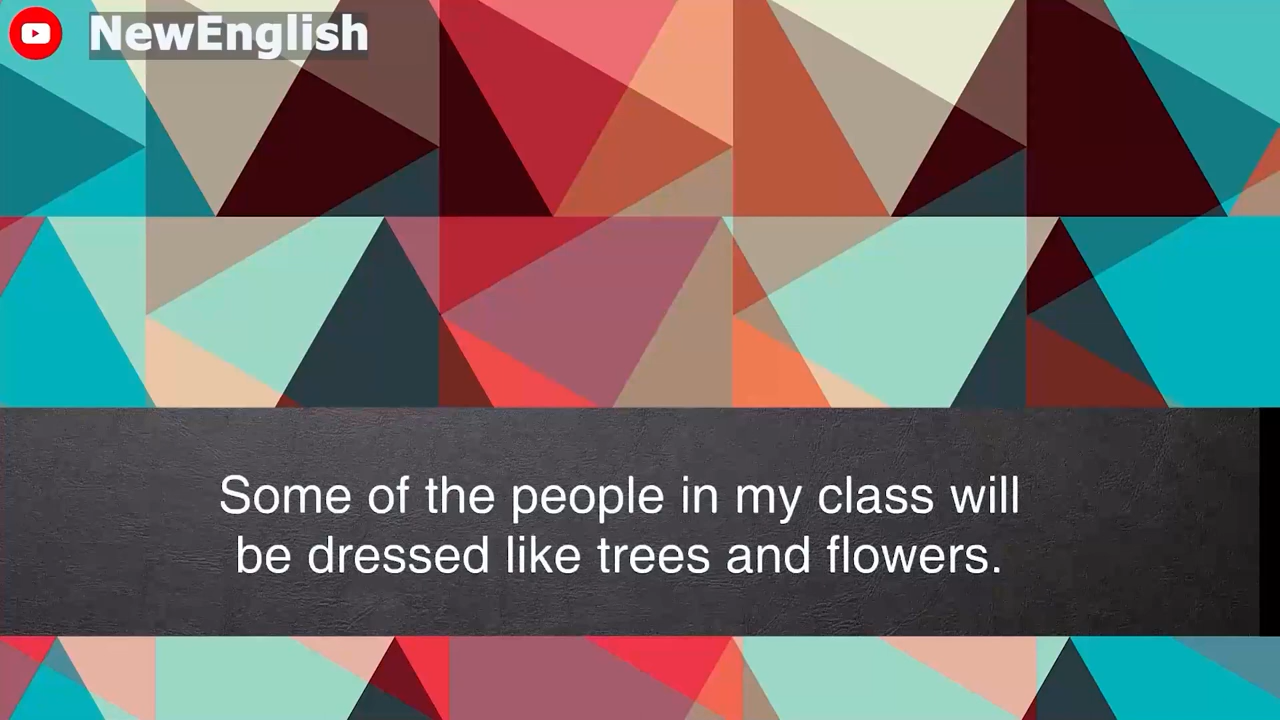 NewEnglish
Some of the people in my class will
be dressed like trees and flowers.